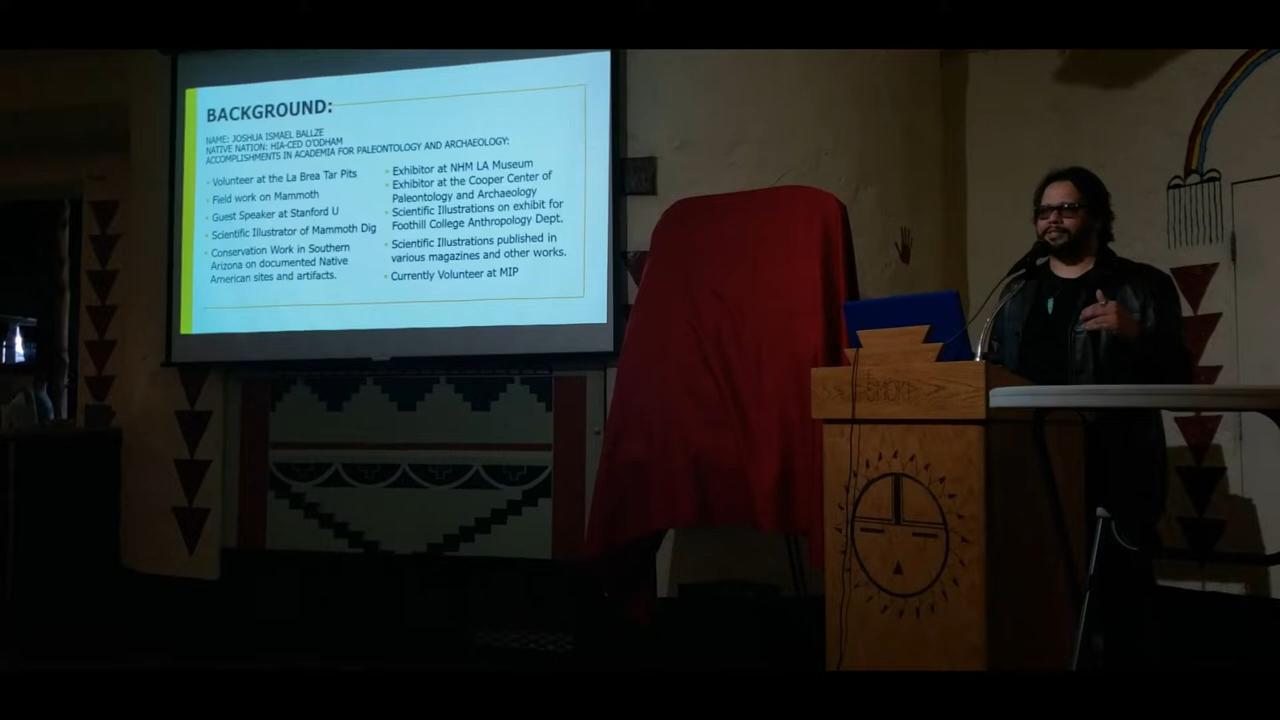 BACKGROUND:
NAME: JOSHUA ISMAEL BALLZE
NATIVE NATION: HIA-CED O'ODHAM
ACCOMPLISHMENTS IN ACADEMIA FOR PALEONTOLOGY AND ARCHAEOLOGY:
Volunteer at the La Brea Tar Pits
Field work on Mammoth
Guest Speaker at Stanford U
Scientific Illustrator of Mammoth Dig
Conservation Work in Southern
Arizona on documented Native
American sites and artifacts.
Exhibitor at NHM LA Museum
Exhibitor at the Cooper Center of
Paleontology and Archaeology
Scientific Illustrations on exhibit for
Foothill College Anthropology Dept.
Scientific Illustrations published in
various magazines and other works.
Currently Volunteer at MIP